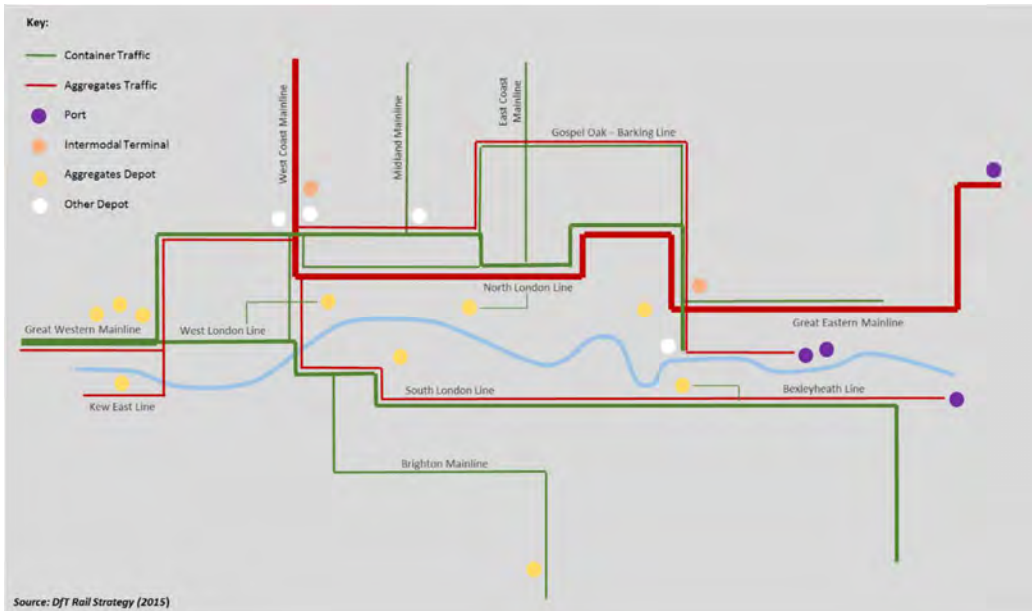 Key:
Container Traffic
Aggregates Traffic
Port
Intermodal Terminal
Aggregates Depot
Other Depot
West Coast Mainline
Midland Mainline
East Coast
Mainline
Gospel Oak – Barking Line
North London Line
Great Western Mainline
West London Line
Great Eastern Mainline
Kew East Line
South London Line
Bexleyheath Line
Brighton Mainline
Source: DfT Rail Strategy (2015)